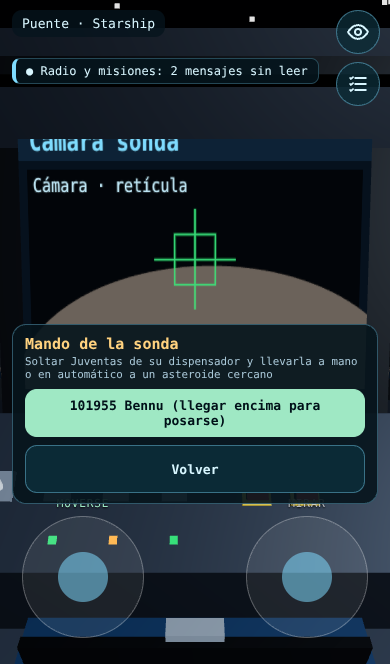 Puente · Starship
● Radio y misiones: 2 mensajes sin leer
Cámara sonda
Cámara · retícula
Mando de la sonda
Soltar Juventas de su dispensador y llevarla a mano
o en automático a un asteroide cercano
101955 Bennu (llegar encima para
posarse)
Volver
MOVERSE
MIRAR